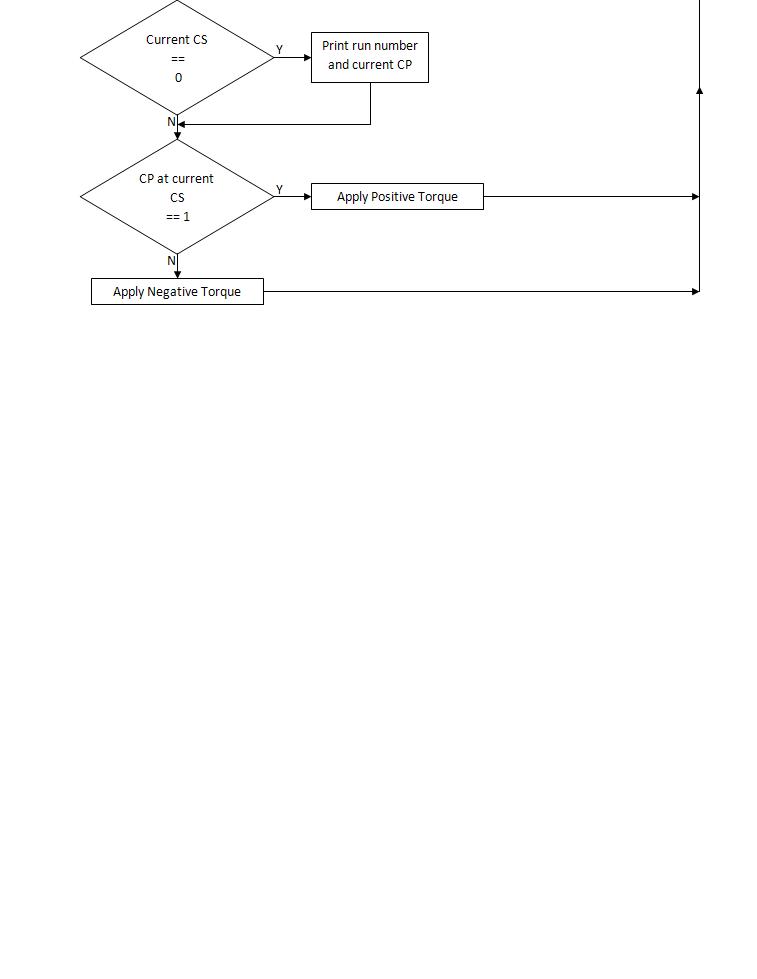 Current CS
==
0
Y
Print run number
and current CP
N
CP at current
CS
== 1
Y
Apply Positive Torque
N
Apply Negative Torque